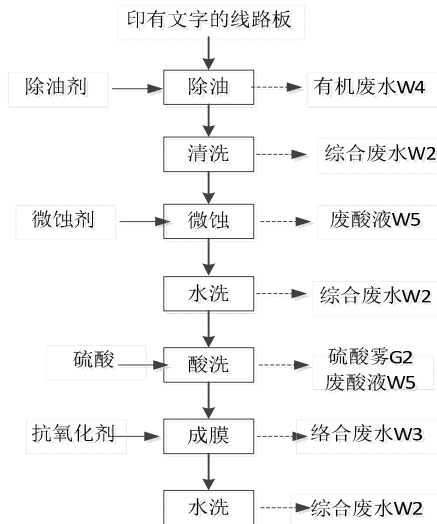 印有文字的线路板
除油剂
除油
有机废水W4
清洗
综合废水W2
微蚀剂
微蚀
废酸液W5
水洗
综合废水W2
硫酸
酸洗
硫酸雾G2
废酸液W5
抗氧化剂
成膜
络合废水W3
水洗
综合废水W2